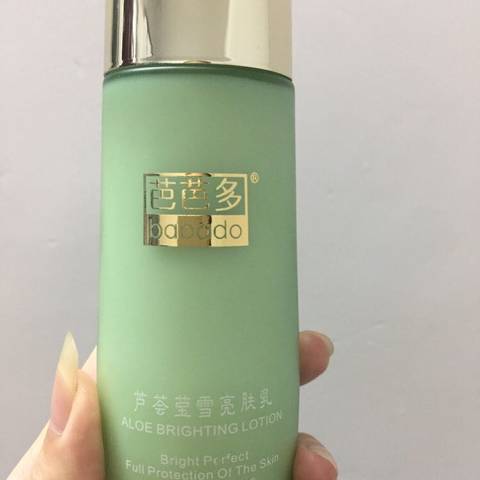 芭芭多®
babado
芦荟莹雪亮肤乳
ALOE BRIGHTING LOTION
Bright Perfect
Full Protection Of The Skin